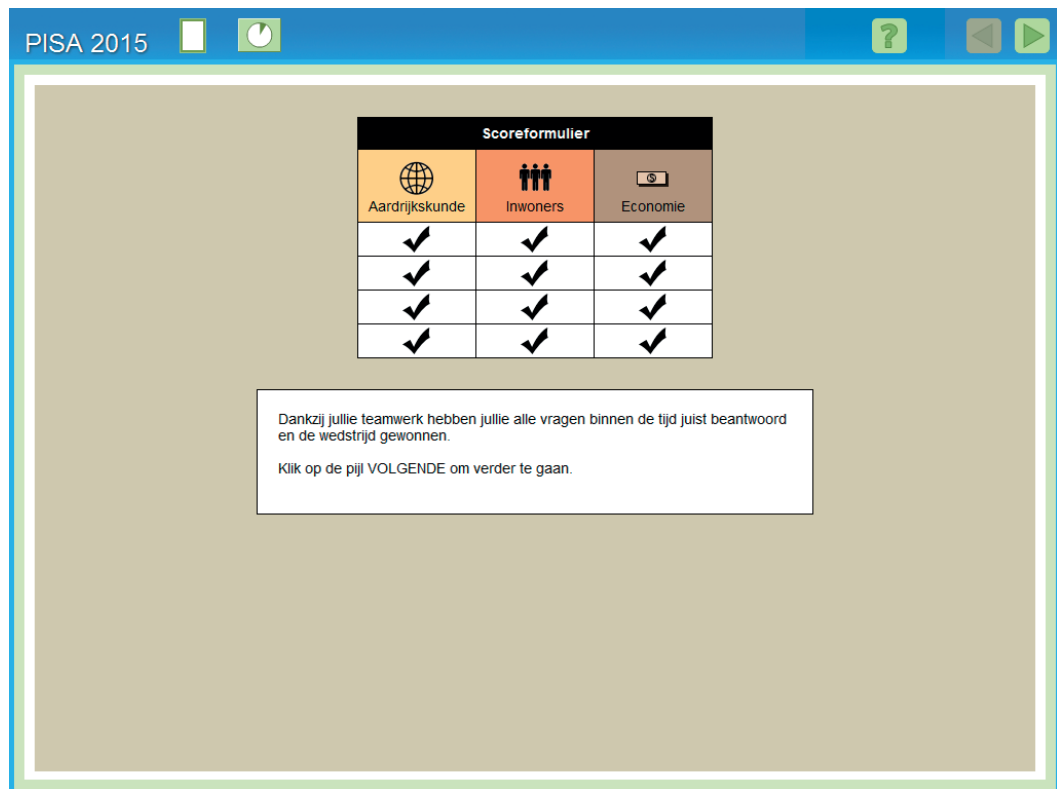 PISA 2015
?
Scoreformulier
Aardrijkskunde Inwoners Economie
Dankzij jullie teamwerk hebben jullie alle vragen binnen de tijd juist beantwoord
en de wedstrijd gewonnen.
Klik op de pijl VOLGENDE om verder te gaan.